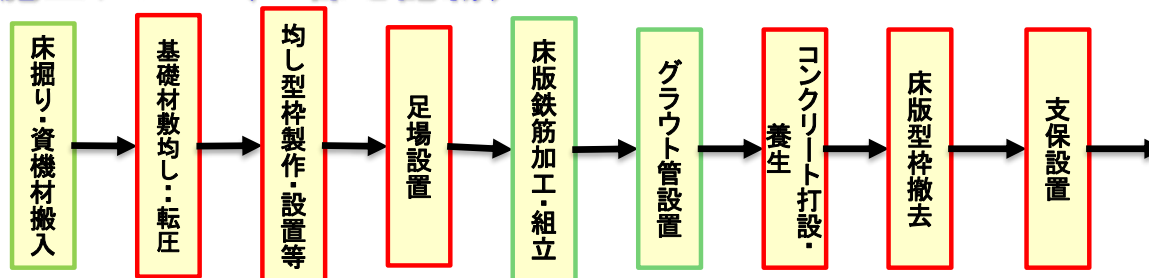 床掘り・資機材搬入
基礎材敷均し・転圧
均し型枠製作・設置等
足場設置
床版鉄筋加工・組立
グラウト管設置
コンクリート打設・
養生
床版型枠撤去
支保設置